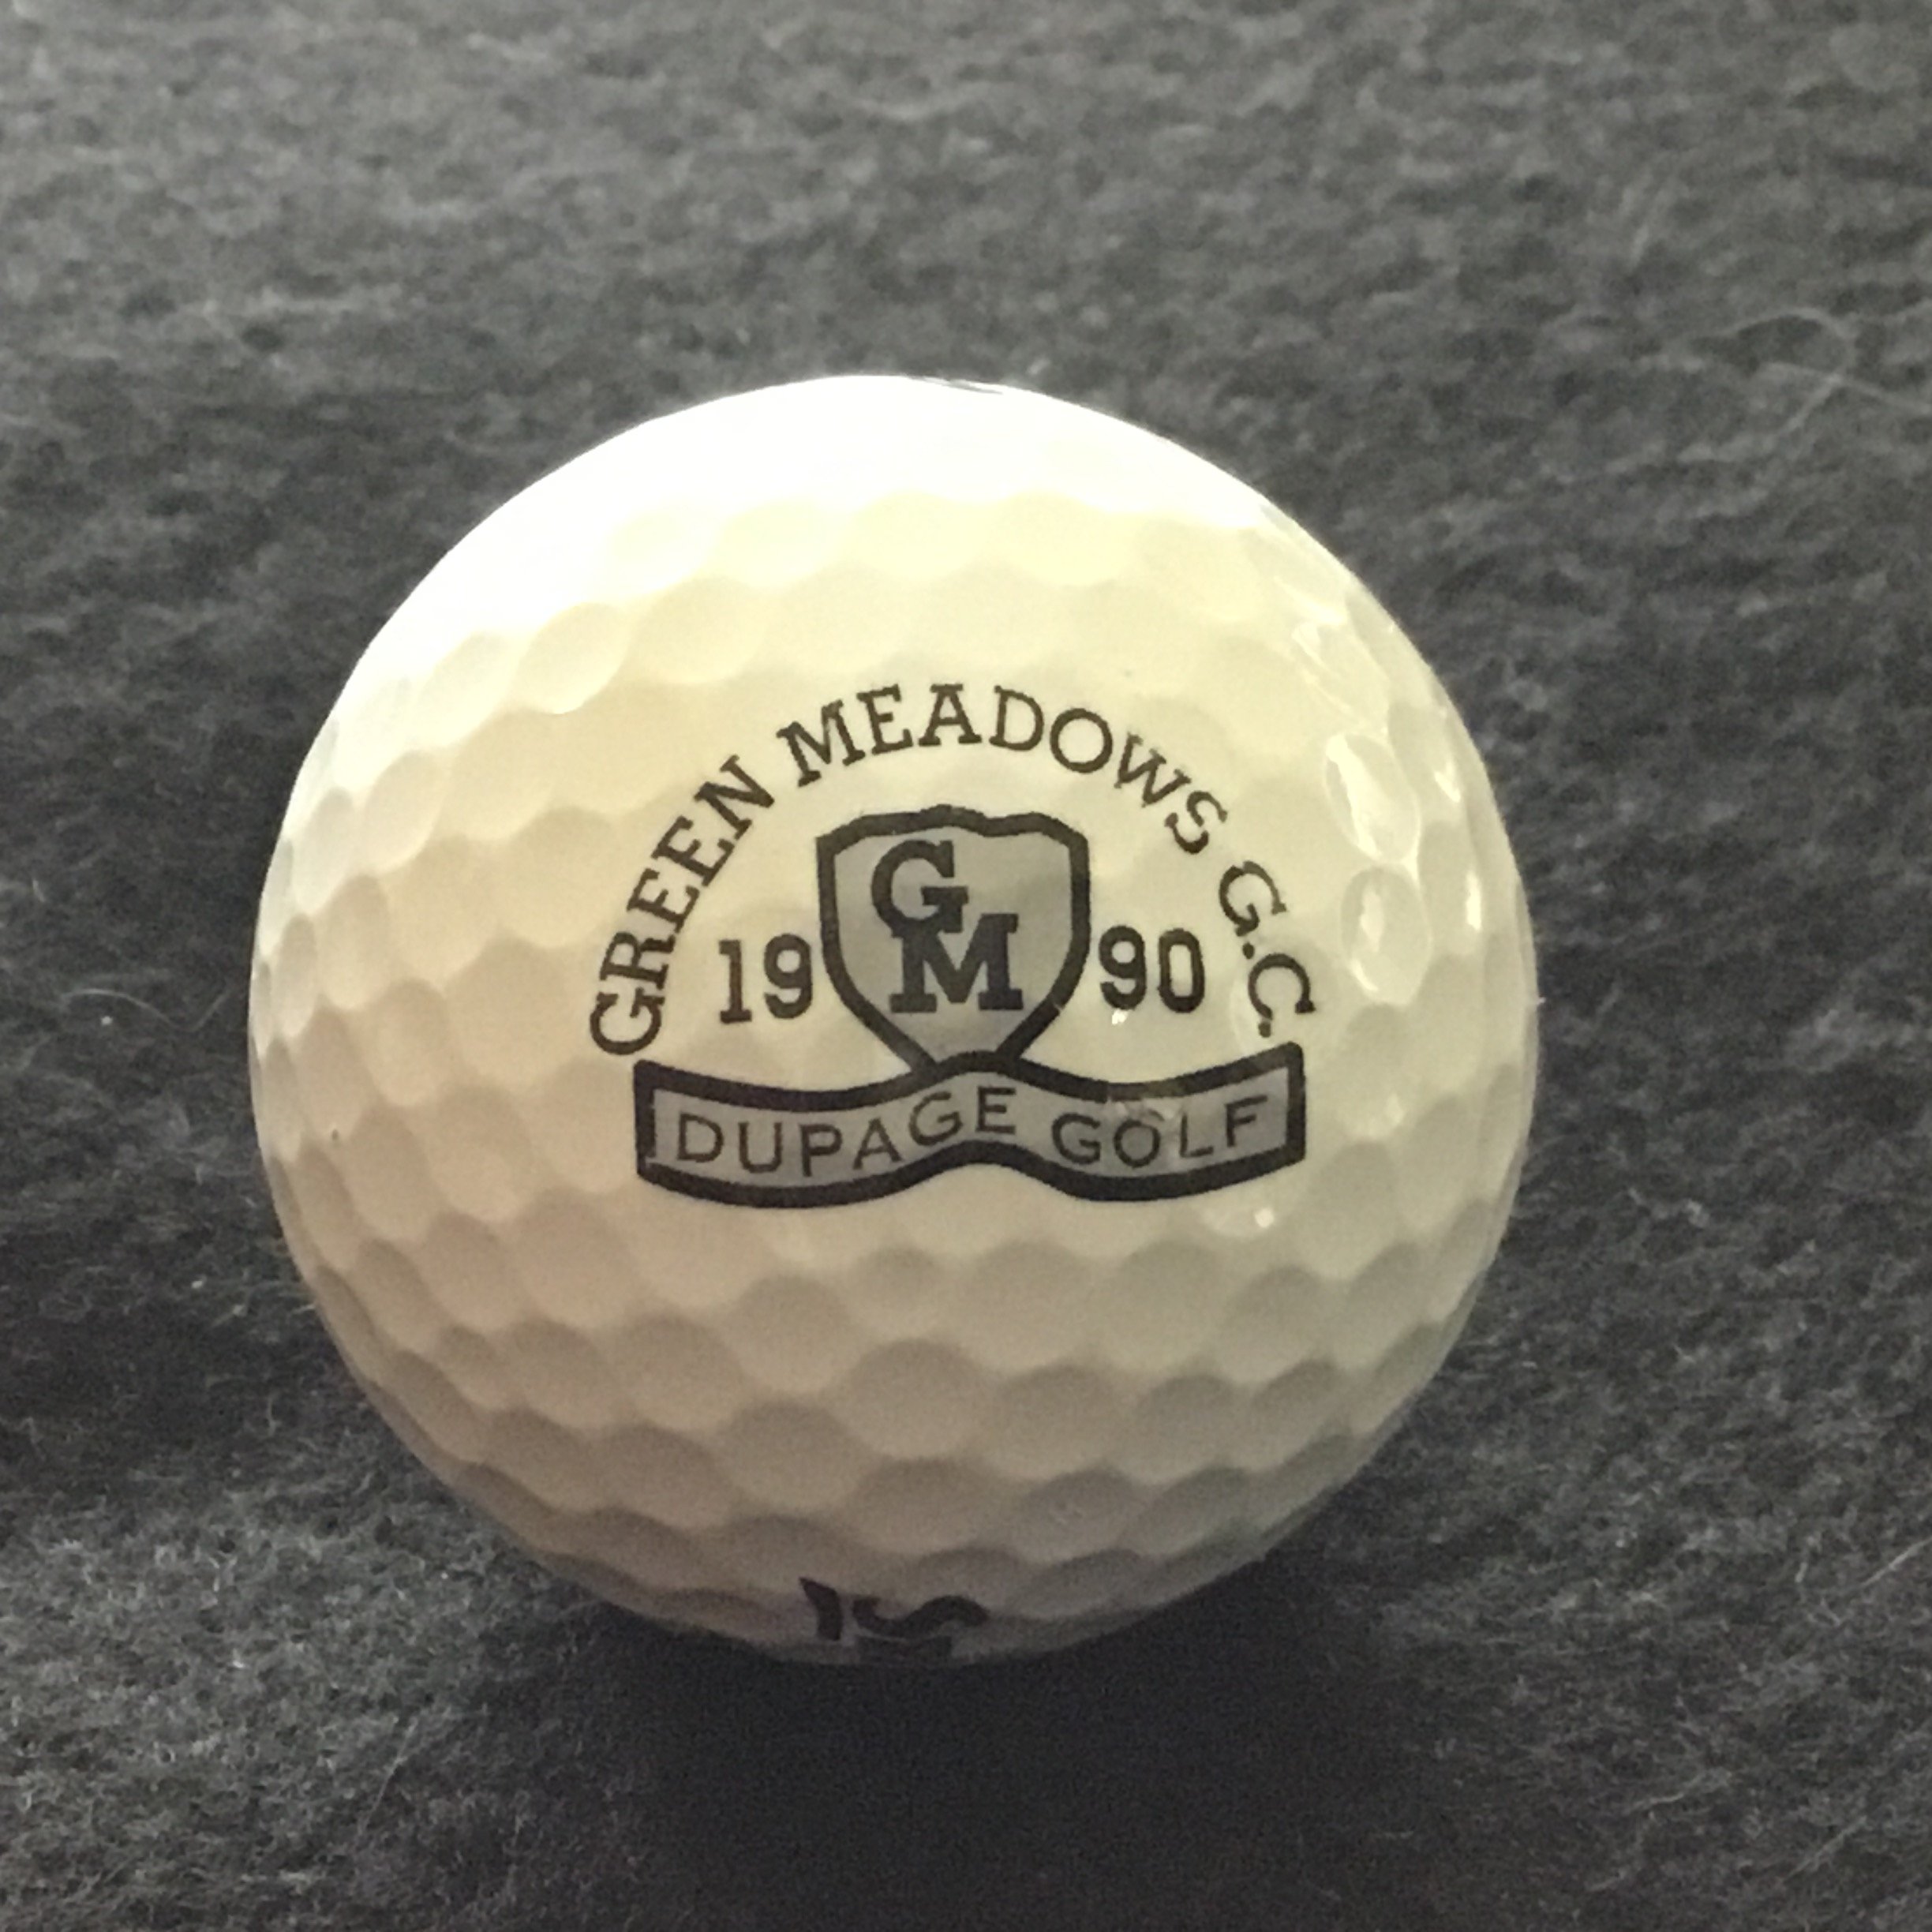 GREEN MEADOWS G.C.
19 GM 90
DUPAGE GOLF